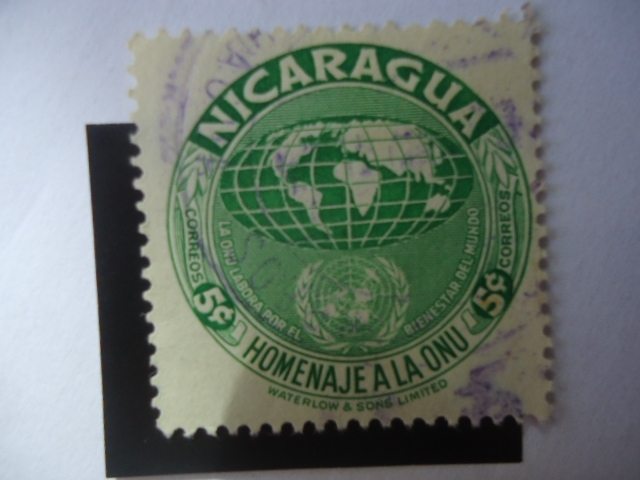 NICARAGUA
CORREOS
CORREOS
LA ONU LABORA POR EL
BIENESTAR DEL MUNDO
5¢
5¢
HOMENAJE A LA ONU
WATERLOW & SONS LIMITED